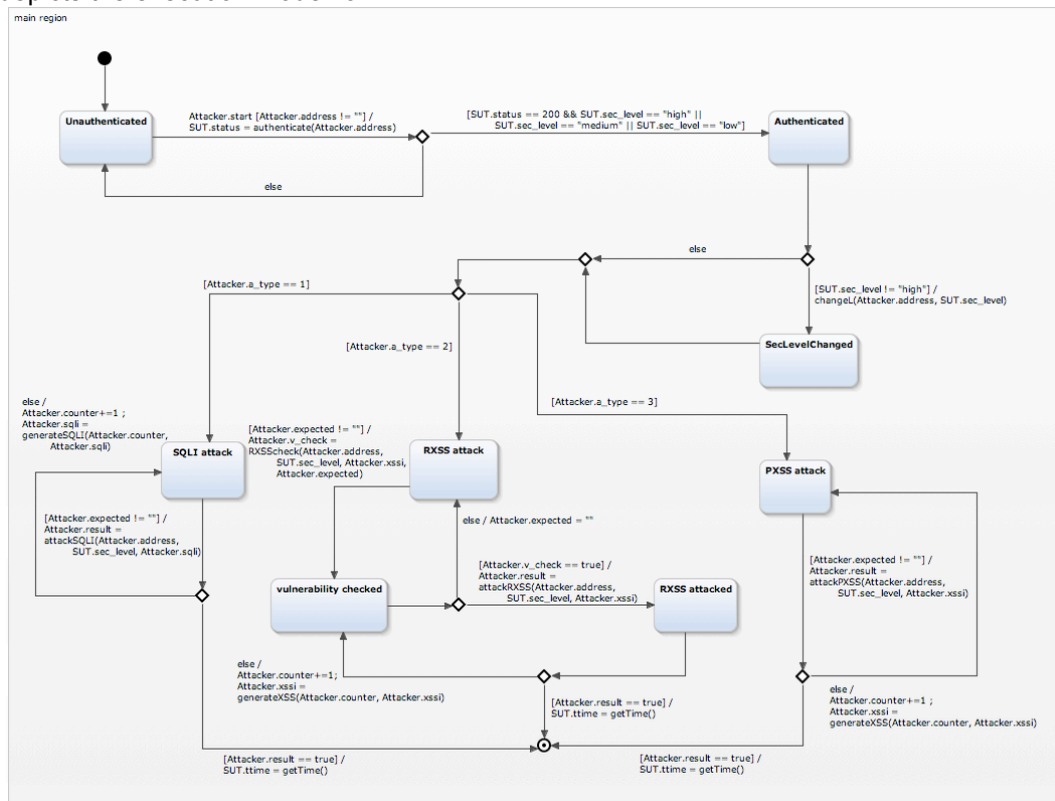 main region
Unauthenticated
Attacker.start [Attacker.address != ""] /
SUT.status = authenticate(Attacker.address)
[SUT.status == 200 && SUT.sec_level == "high" ||
SUT.sec_level == "medium" || SUT.sec_level == "low"]
Authenticated
else
else
[SUT.sec_level != "high"] /
changeL(Attacker.address, SUT.sec_level)
[Attacker.a_type == 1]
[Attacker.a_type == 2]
SecLevelChanged
[Attacker.a_type == 3]
else /
Attacker.counter+=1 ;
Attacker.sqli =
generateSQLI(Attacker.counter,
Attacker.sqli)
SQLI attack
[Attacker.expected != ""] /
Attacker.v_check =
RXSScheck(Attacker.address,
SUT.sec_level, Attacker.xssi,
Attacker.expected)
RXSS attack
PXSS attack
[Attacker.expected != ""] /
Attacker.result =
attackSQLI(Attacker.address,
SUT.sec_level, Attacker.sqli)
else / Attacker.expected = ""
[Attacker.expected != ""] /
Attacker.result =
attackPXSS(Attacker.address,
SUT.sec_level, Attacker.xssi)
vulnerability checked
[Attacker.v_check == true] /
Attacker.result =
attackRXSS(Attacker.address,
SUT.sec_level, Attacker.xssi)
RXSS attacked
else /
Attacker.counter+=1;
Attacker.xssi =
generateXSS(Attacker.counter, Attacker.xssi)
[Attacker.result == true] /
SUT.ttime = getTime()
else /
Attacker.counter+=1 ;
Attacker.xssi =
generateXSS(Attacker.counter, Attacker.xssi)
[Attacker.result == true] /
SUT.ttime = getTime()
[Attacker.result == true] /
SUT.ttime = getTime()